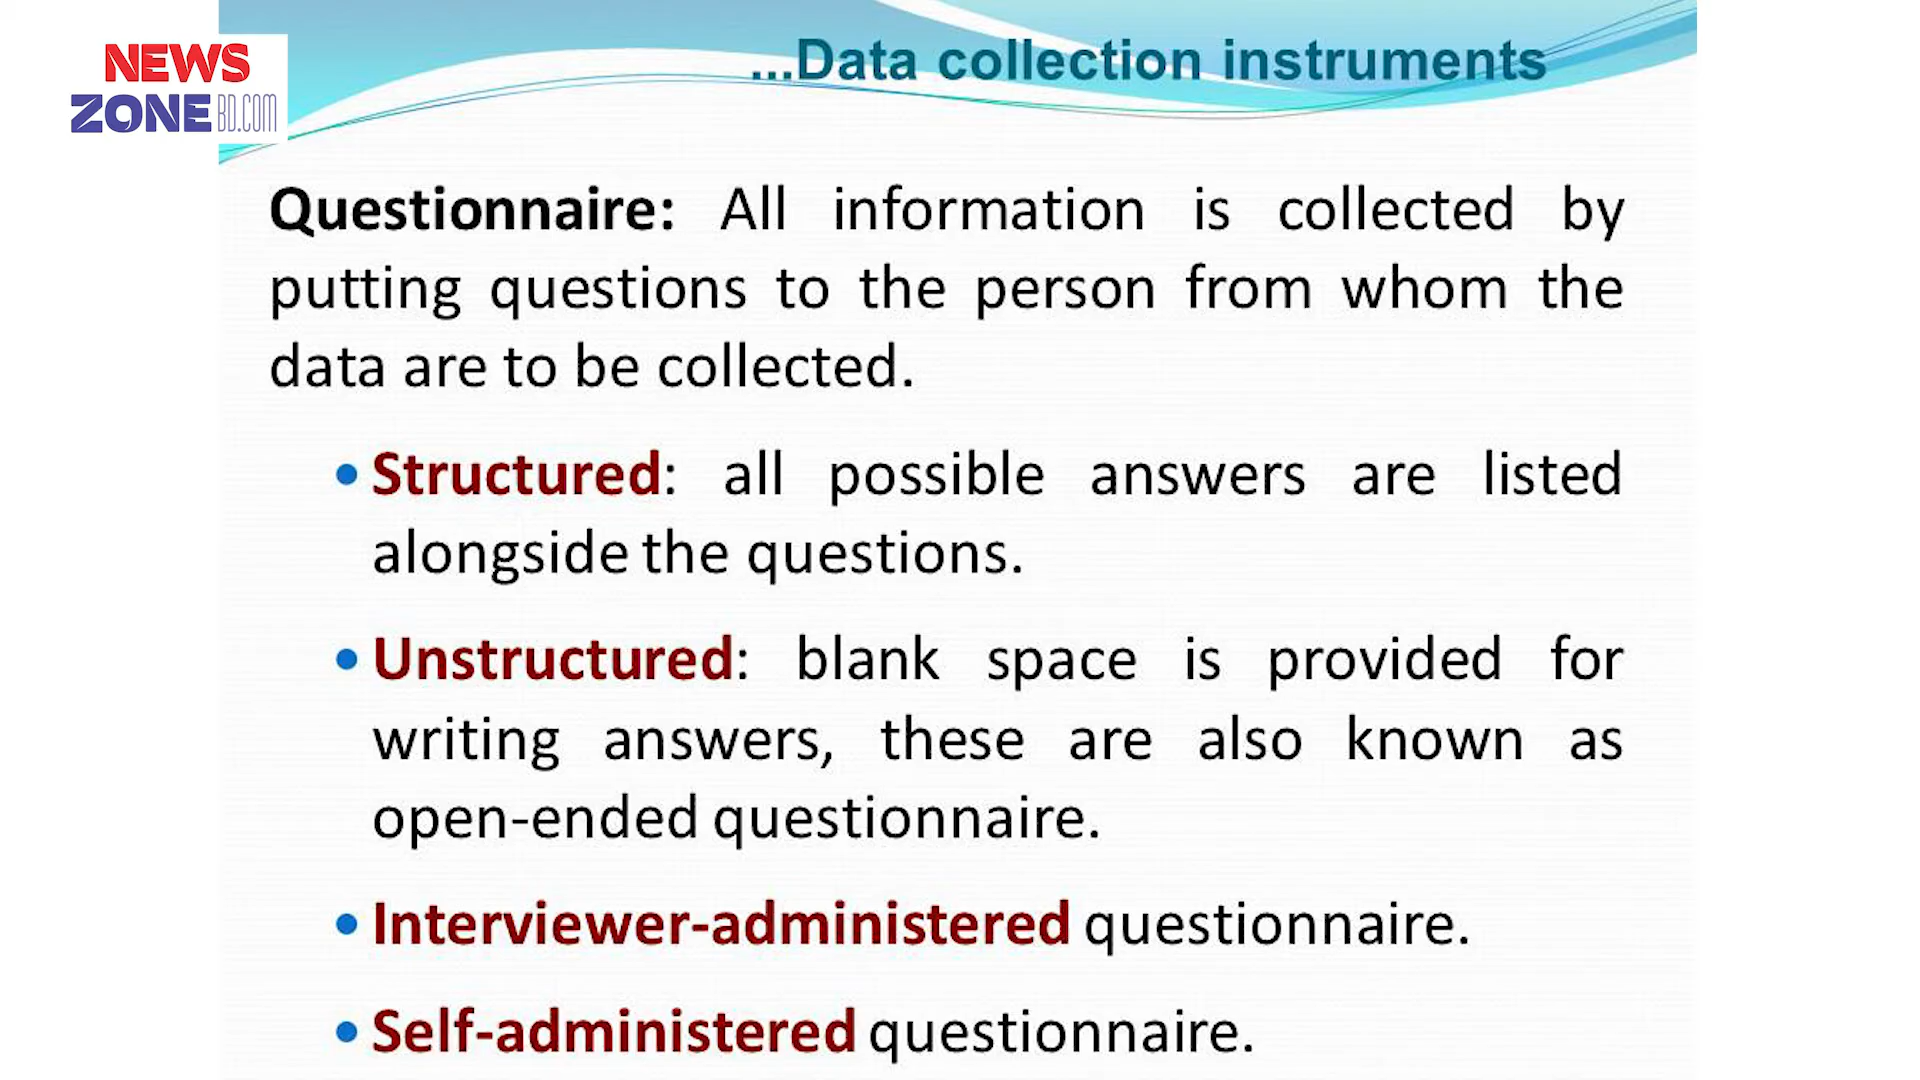 NEWS
ZONE BD.COM
...Data collection instruments
Questionnaire: All information is collected by
putting questions to the person from whom the
data are to be collected.
• Structured: all possible answers are listed
alongside the questions.
• Unstructured: blank space is provided for
writing answers, these are also known as
open-ended questionnaire.
• Interviewer-administered questionnaire.
• Self-administered questionnaire.